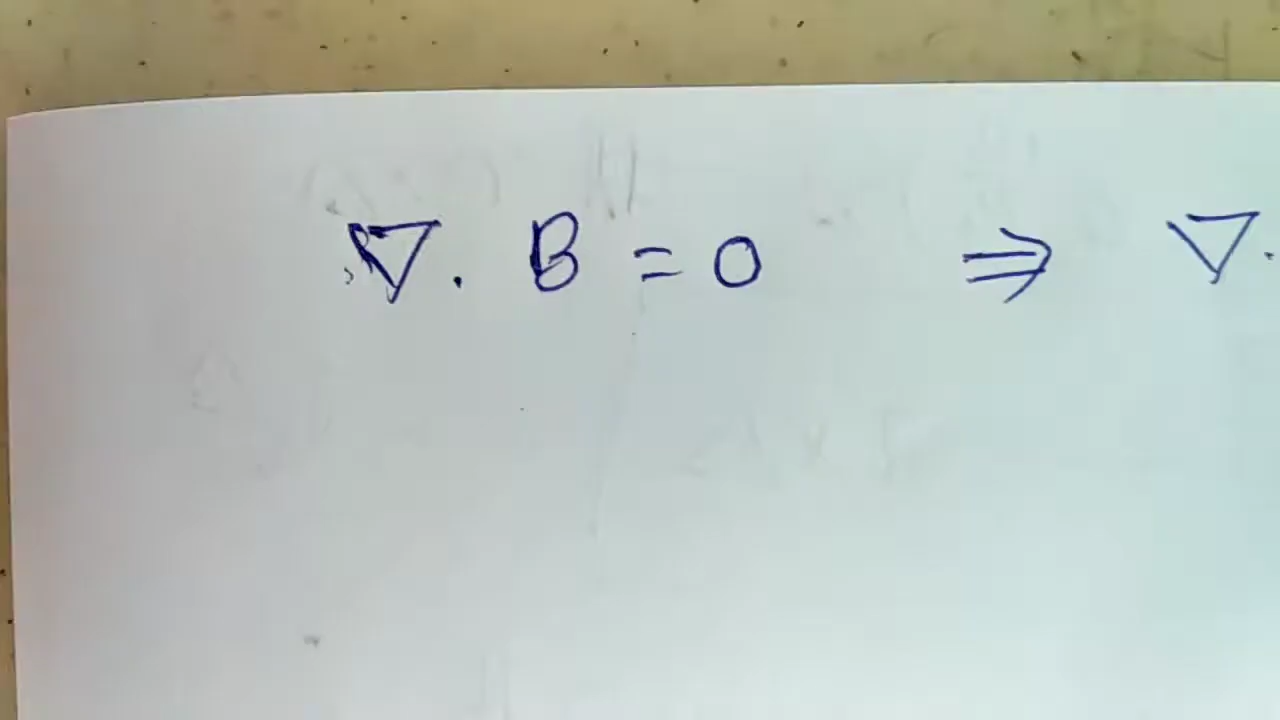 ∇. B = 0 ⇒ ∇.